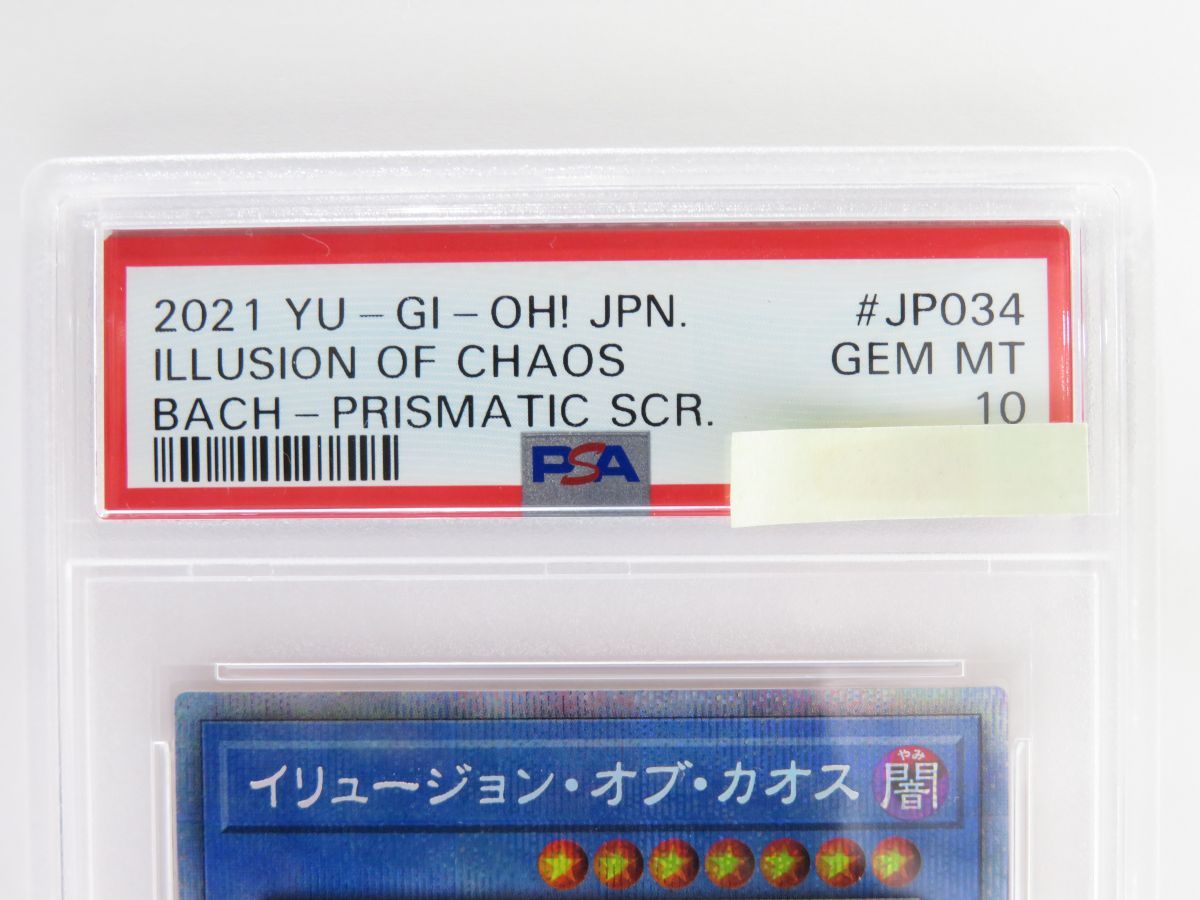 2021 YU-GI-OH! JPN. #JP034
ILLUSION OF CHAOS GEM MT
BACH-PRISMATIC SCR. 10
PSA
イリュージョン・オブ・カオス 闇
やみ